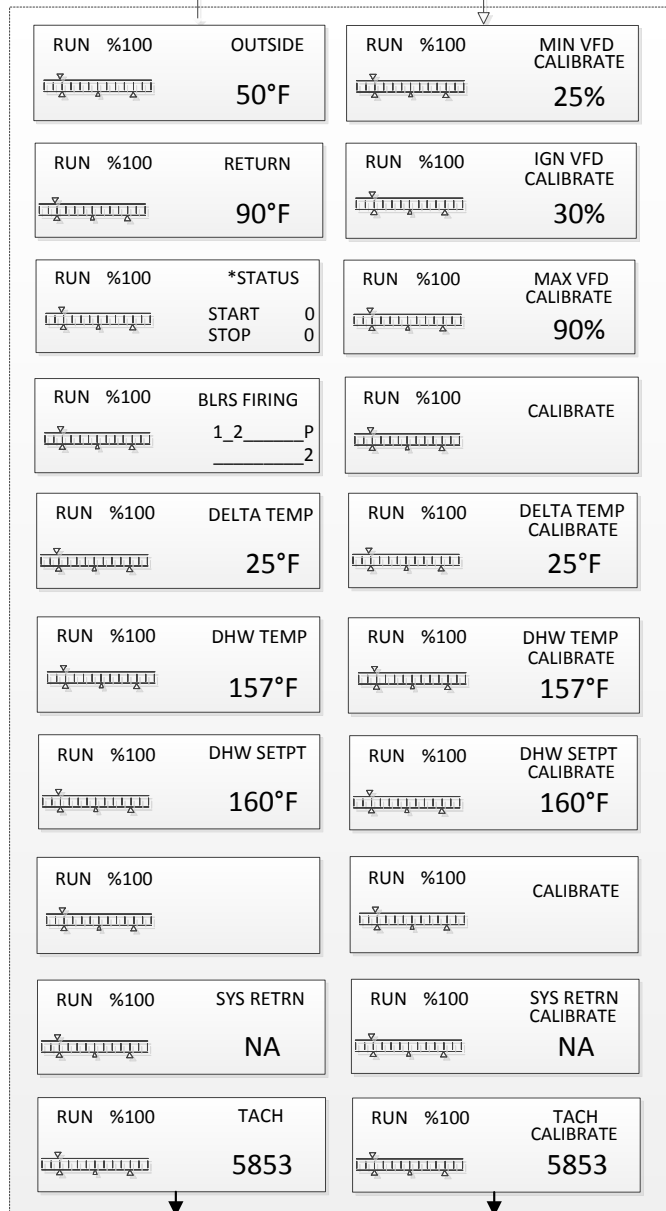 RUN %100 OUTSIDE
50°F
RUN %100 MIN VFD
CALIBRATE
25%
RUN %100 RETURN
90°F
RUN %100 IGN VFD
CALIBRATE
30%
RUN %100 *STATUS
START 0
STOP 0
RUN %100 MAX VFD
CALIBRATE
90%
RUN %100 BLRS FIRING
1_2______P
__________2
RUN %100 CALIBRATE
RUN %100 DELTA TEMP
25°F
RUN %100 DELTA TEMP
CALIBRATE
25°F
RUN %100 DHW TEMP
157°F
RUN %100 DHW TEMP
CALIBRATE
157°F
RUN %100 DHW SETPT
160°F
RUN %100 DHW SETPT
CALIBRATE
160°F
RUN %100
RUN %100 CALIBRATE
RUN %100 SYS RETRN
NA
RUN %100 SYS RETRN
CALIBRATE
NA
RUN %100 TACH
5853
RUN %100 TACH
CALIBRATE
5853